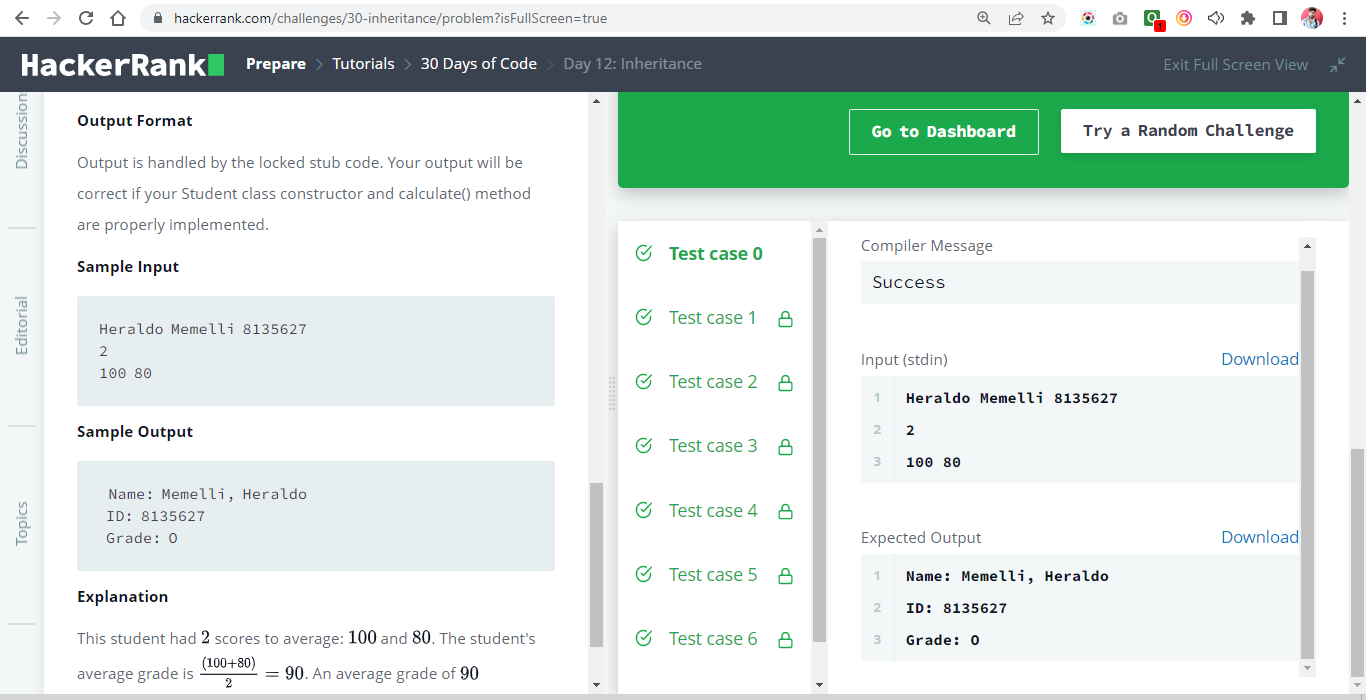 hackerrank.com/challenges/30-inheritance/problem?isFullScreen=true
1
HackerRank
Prepare > Tutorials > 30 Days of Code > Day 12: Inheritance
Exit Full Screen View
Discussion
Editorial
Topics
Output Format
Output is handled by the locked stub code. Your output will be
correct if your Student class constructor and calculate() method
are properly implemented.
Sample Input
Heraldo Memelli 8135627
2
100 80
Sample Output
Name: Memelli, Heraldo
ID: 8135627
Grade: O
Explanation
This student had 2 scores to average: 100 and 80. The student's
average grade is (100+80)/2 = 90. An average grade of 90
Go to Dashboard
Try a Random Challenge
Test case 0
Test case 1
Test case 2
Test case 3
Test case 4
Test case 5
Test case 6
Compiler Message
Success
Input (stdin)
Download
1 Heraldo Memelli 8135627
2 2
3 100 80
Expected Output
Download
1 Name: Memelli, Heraldo
2 ID: 8135627
3 Grade: O